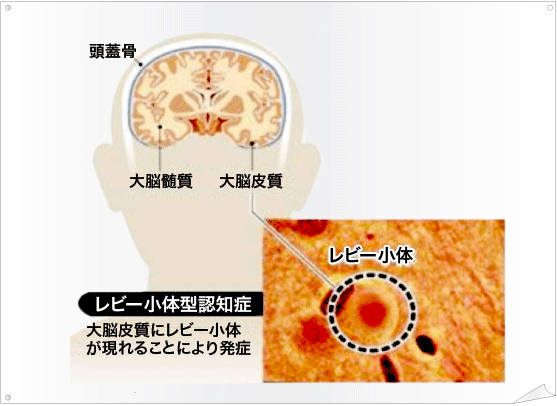 頭蓋骨
大脳髄質
大脳皮質
レビー小体
レビー小体型認知症
大脳皮質にレビー小体
が現れることにより発症